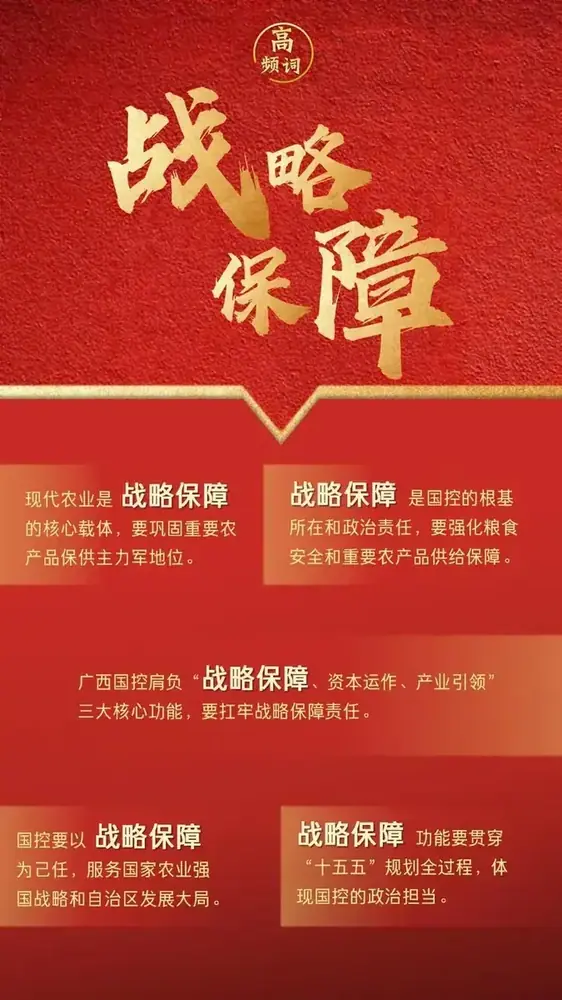 高
频词
战略
保障
现代农业是 战略保障
的核心载体，要巩固重要农
产品保供主力军地位。
战略保障 是国控的根基
所在和政治责任，要强化粮食
安全和重要农产品供给保障。
广西国控肩负“战略保障、资本运作、产业引领”
三大核心功能，要扛牢战略保障责任。
国控要以 战略保障
为己任，服务国家农业强
国战略和自治区发展大局。
战略保障 功能要贯穿
“十五五”规划全过程，体
现国控的政治担当。